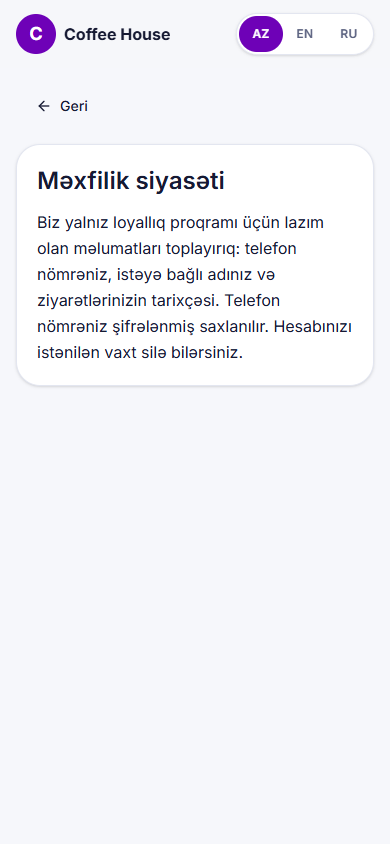 C Coffee House AZ EN RU
Geri
Məxfilik siyasəti
Biz yalnız loyallıq proqramı üçün lazım
olan məlumatları toplayırıq: telefon
nömrəniz, istəyə bağlı adınız və
ziyarətlərinizin tarixçəsi. Telefon
nömrəniz şifrələnmiş saxlanılır. Hesabınızı
istənilən vaxt silə bilərsiniz.